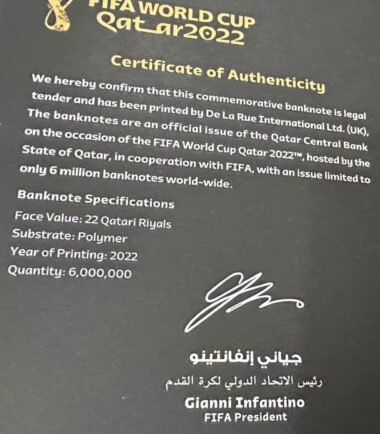 FIFA WORLD CUP
Qatar2022
Certificate of Authenticity
We hereby confirm that this commemorative banknote is legal
tender and has been printed by De La Rue International Ltd. (UK),
The banknotes are an official issue of the Qatar Central Bank
on the occasion of the FIFA World Cup Qatar 2022™, hosted by the
State of Qatar, in cooperation with FIFA, with an issue limited to
only 6 million banknotes world-wide.
Banknote Specifications
Face Value: 22 Qatari Riyals
Substrate: Polymer
Year of Printing: 2022
Quantity: 6,000,000
جياني إنفانتينو
رئيس الاتحاد الدولي لكرة القدم
Gianni Infantino
FIFA President